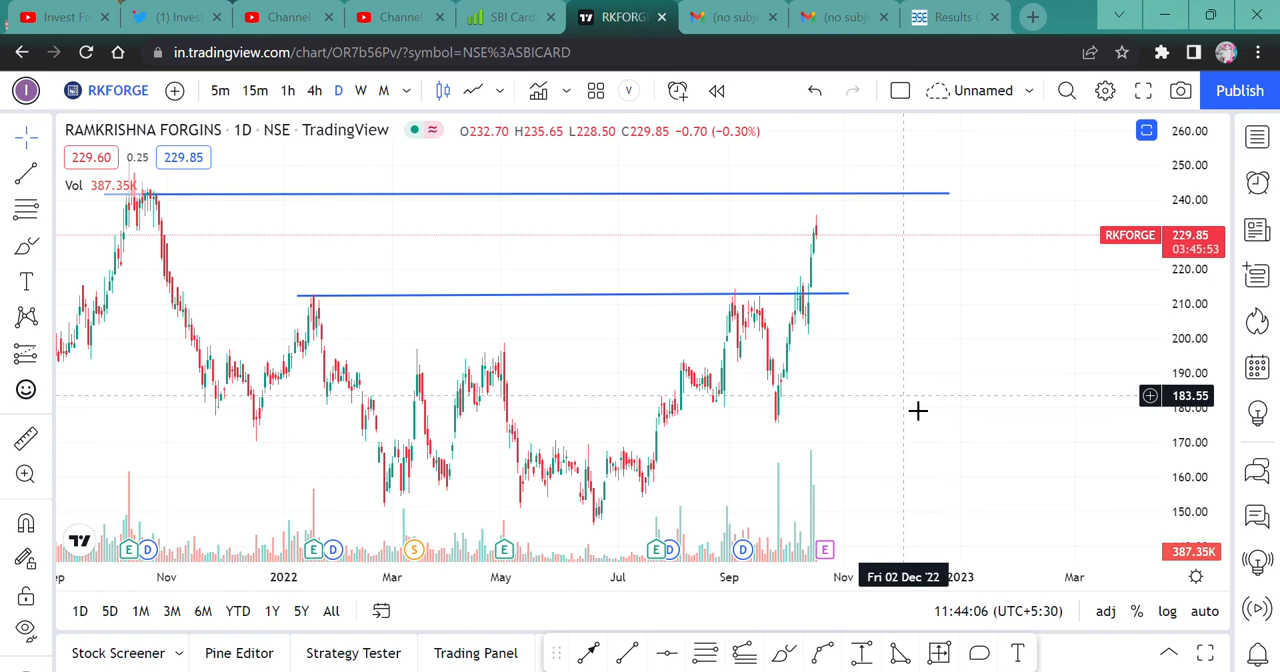 Invest Fo
(1) Invest
Channel
Channel
SBI Card
RKFORG
(no subj
(no subj
Results C
in.tradingview.com/chart/OR7b56Pv/?symbol=NSE%3ASBICARD
I RKFORGE 5m 15m 1h 4h D W M V Unnamed Publish
RAMKRISHNA FORGINS · 1D · NSE · TradingView O232.70 H235.65 L228.50 C229.85 −0.70 (−0.30%)
229.60 0.25 229.85
Vol 387.35K
260.00
250.00
240.00
RKFORGE 229.85
03:45:53
220.00
210.00
200.00
190.00
183.55
180.00
170.00
160.00
150.00
387.35K
E D E D S E E D D E
Nov 2022 Mar May Jul Sep Nov Fri 02 Dec '22 2023 Mar
1D 5D 1M 3M 6M YTD 1Y 5Y All 11:44:06 (UTC+5:30) adj % log auto
Stock Screener Pine Editor Strategy Tester Trading Panel